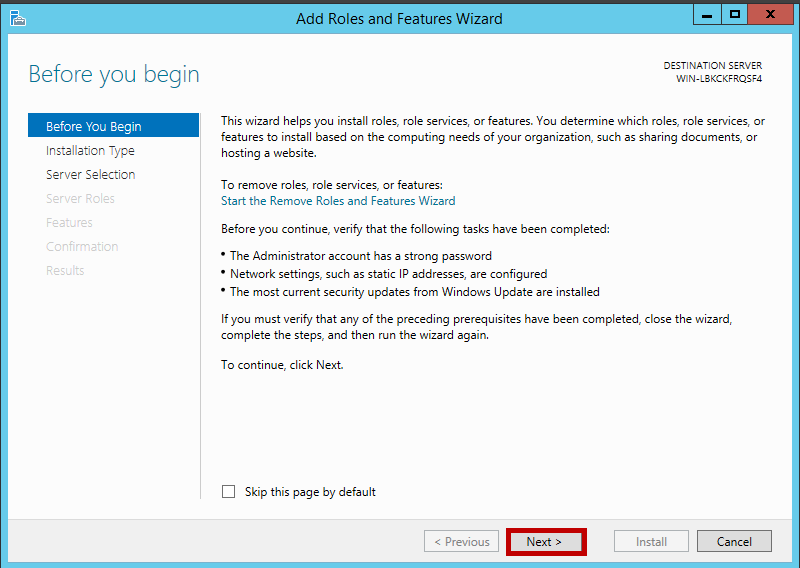 Add Roles and Features Wizard
Before you begin
DESTINATION SERVER
WIN-LBKCKFRQSF4
Before You Begin
Installation Type
Server Selection
Server Roles
Features
Confirmation
Results
This wizard helps you install roles, role services, or features. You determine which roles, role services, or
features to install based on the computing needs of your organization, such as sharing documents, or
hosting a website.
To remove roles, role services, or features:
Start the Remove Roles and Features Wizard
Before you continue, verify that the following tasks have been completed:
• The Administrator account has a strong password
• Network settings, such as static IP addresses, are configured
• The most current security updates from Windows Update are installed
If you must verify that any of the preceding prerequisites have been completed, close the wizard,
complete the steps, and then run the wizard again.
To continue, click Next.
Skip this page by default
< Previous
Next >
Install
Cancel